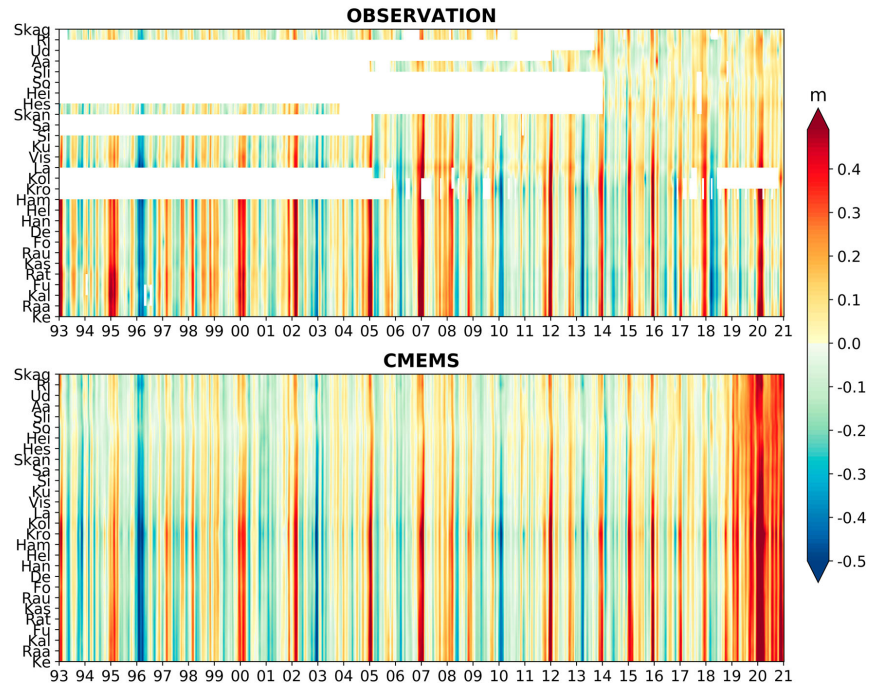 OBSERVATION
Skag
Ri
Ud
Aa
Sli
So
Hei
Hes
Skan
Sa
Si
Ku
Vis
La
Kol
Kro
Ham
Hel
Han
De
Fo
Rau
Kas
Rat
Fu
Kal
Raa
Ke
93 94 95 96 97 98 99 00 01 02 03 04 05 06 07 08 09 10 11 12 13 14 15 16 17 18 19 20 21
CMEMS
Skag
Ri
Ud
Aa
Sli
So
Hei
Hes
Skan
Sa
Si
Ku
Vis
La
Kol
Kro
Ham
Hel
Han
De
Fo
Rau
Kas
Rat
Fu
Kal
Raa
Ke
93 94 95 96 97 98 99 00 01 02 03 04 05 06 07 08 09 10 11 12 13 14 15 16 17 18 19 20 21
m
0.4
0.3
0.2
0.1
0.0
-0.1
-0.2
-0.3
-0.4
-0.5